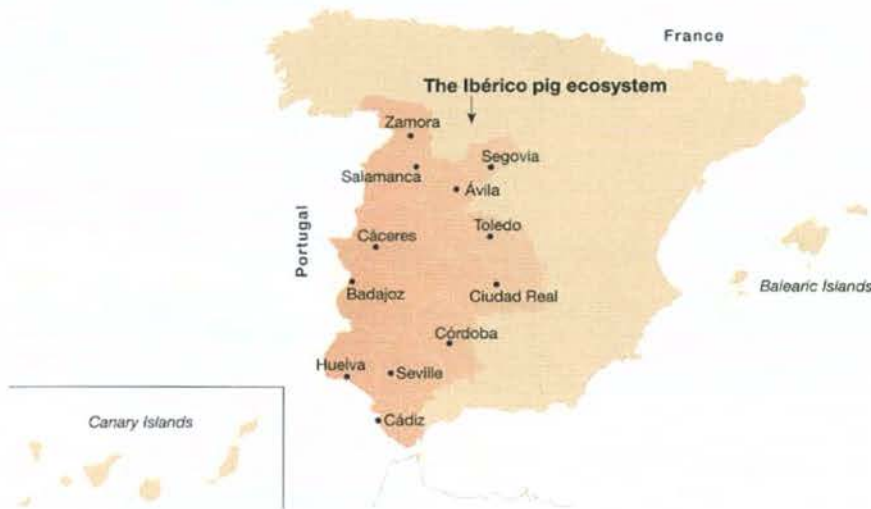 France
The Ibérico pig ecosystem
Zamora
Segovia
Salamanca
Ávila
Portugal
Toledo
Cáceres
Badajoz
Ciudad Real
Balearic Islands
Córdoba
Huelva
Seville
Cádiz
Canary Islands